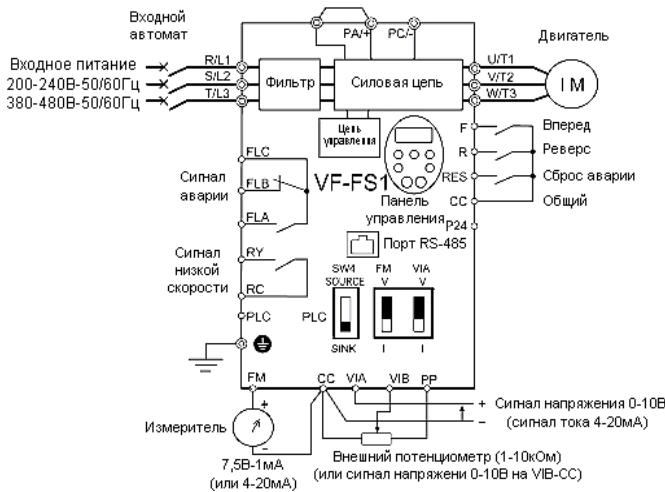 Входной
автомат
PA/+
PC/-
Двигатель
Входное питание
200-240В-50/60Гц
380-480В-50/60Гц
R/L1
S/L2
T/L3
Фильтр
Силовая цепь
U/T1
V/T2
W/T3
I M
Цепь
управления
F
Вперед
R
Реверс
RES
Сброс аварии
CC
Общий
P24
FLC
FLB
FLA
Сигнал
аварии
VF-FS1
Панель
управления
Порт RS-485
RY
RC
Сигнал
низкой
скорости
PLC
SW4
SOURCE
PLC
SINK
FM
V
I
VIA
V
I
FM
CC
VIA
VIB
PP
+
−
Измеритель
7,5В-1мА
(или 4-20мА)
+ Сигнал напряжения 0-10В
− (сигнал тока 4-20мА)
Внешний потенциометр (1-10кОм)
(или сигнал напряжени 0-10В на VIB-CC)